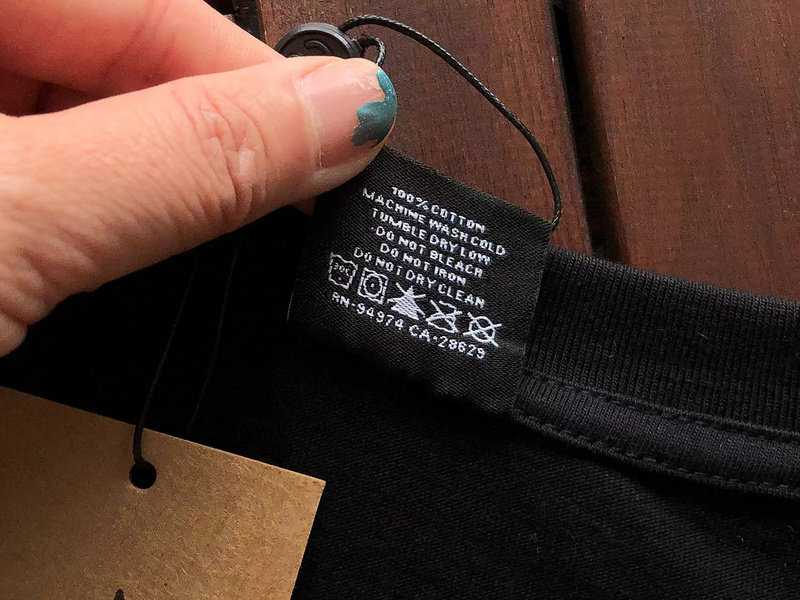 100% COTTON
MACHINE WASH COLD
TUMBLE DRY LOW
DO NOT BLEACH
DO NOT IRON
DO NOT DRY CLEAN
30C
RN·94974 CA·28629